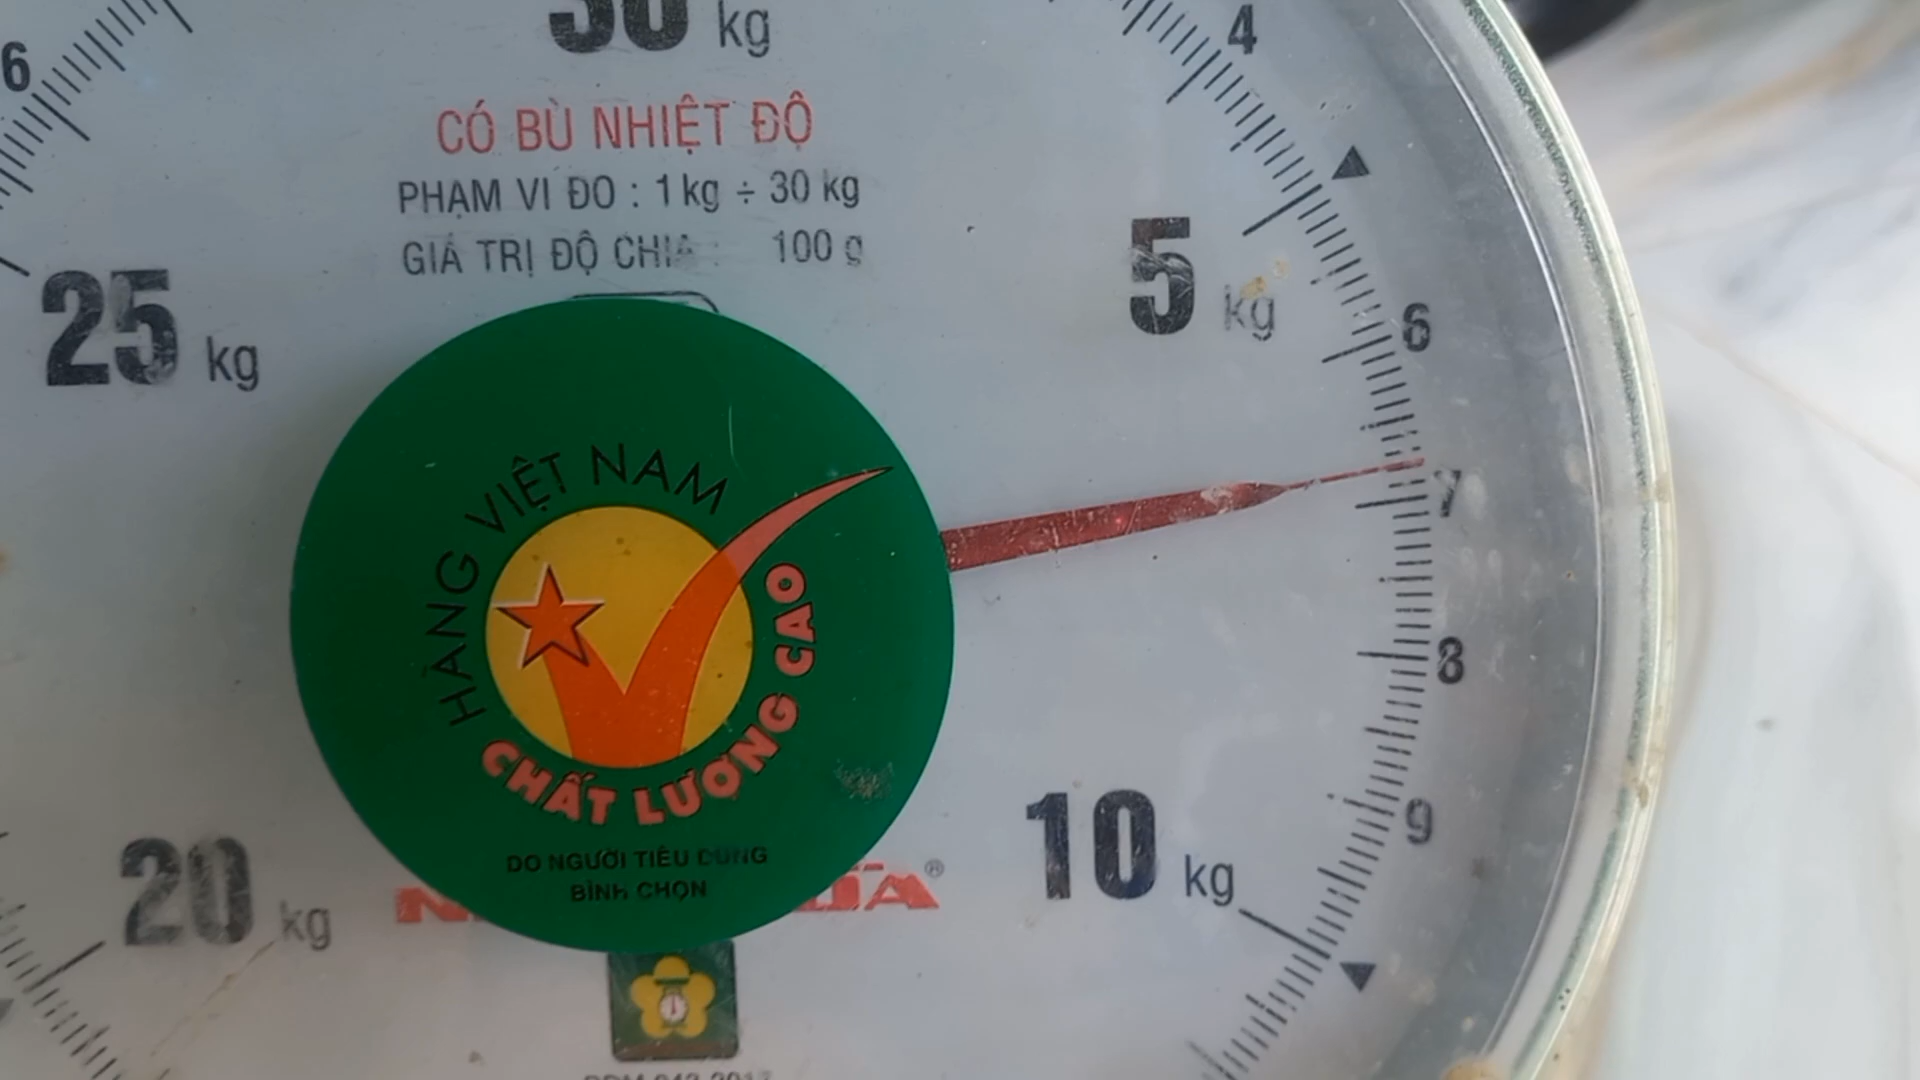 30 kg
4
6
CÓ BÙ NHIỆT ĐỘ
PHẠM VI ĐO : 1 kg ÷ 30 kg
GIÁ TRỊ ĐỘ CHIA : 100 g
5 kg
25 kg
6
HÀNG VIỆT NAM
7
CHẤT LƯỢNG CAO
8
9
10 kg
DO NGƯỜI TIÊU DÙNG
BÌNH CHỌN
20 kg